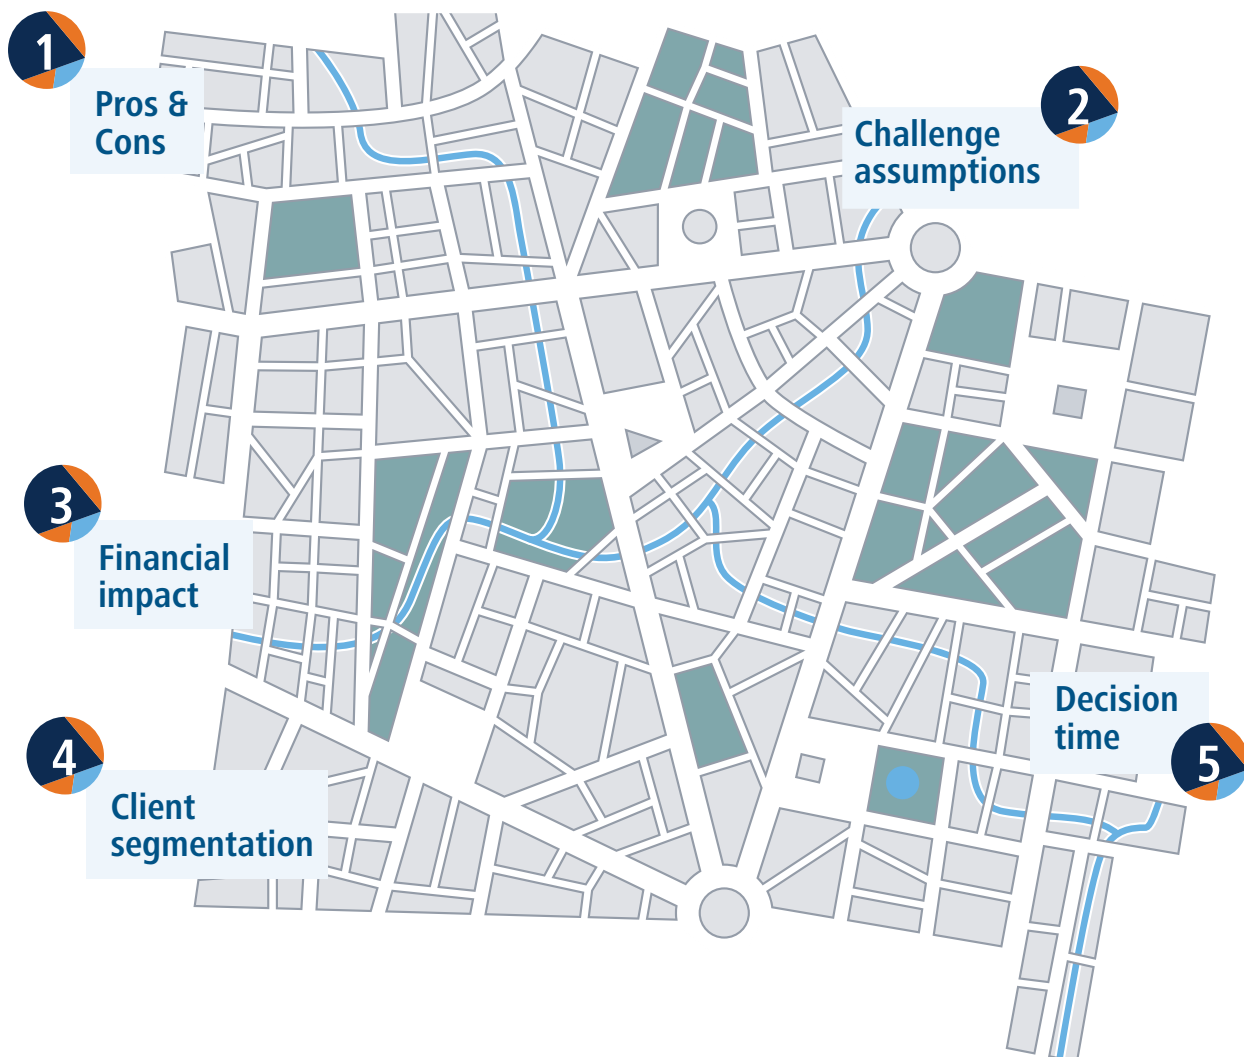 1
Pros &
Cons
2
Challenge
assumptions
3
Financial
impact
4
Client
segmentation
Decision
time
5